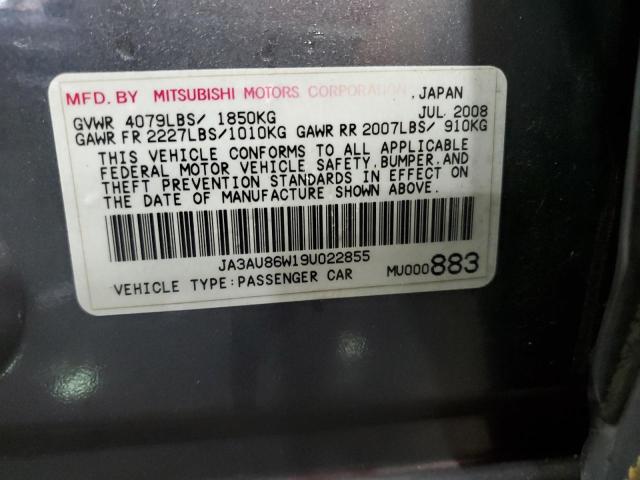 MFD. BY MITSUBISHI MOTORS CORPORATION, JAPAN
GVWR 4079LBS/ 1850KG JUL. 2008
GAWR FR 2227LBS/1010KG GAWR RR 2007LBS/ 910KG
THIS VEHICLE CONFORMS TO ALL APPLICABLE
FEDERAL MOTOR VEHICLE SAFETY, BUMPER, AND
THEFT PREVENTION STANDARDS IN EFFECT ON
THE DATE OF MANUFACTURE SHOWN ABOVE.
JA3AU86W19U022855
VEHICLE TYPE:PASSENGER CAR MU000883